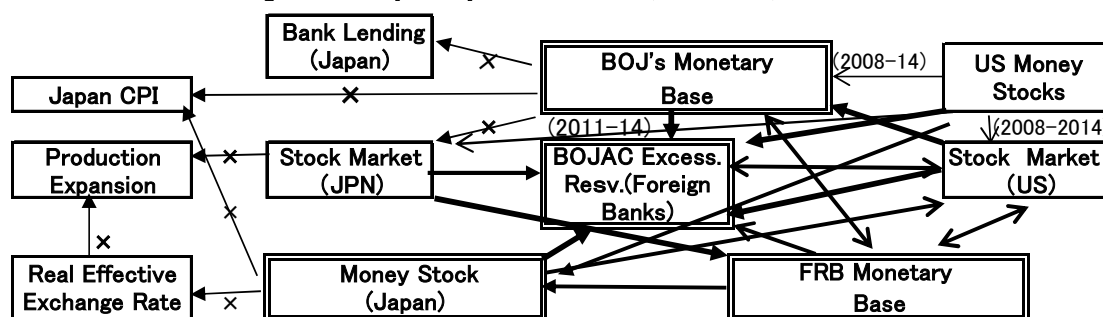 Bank Lending
(Japan)
BOJ's Monetary
Base
(2008-14)
US Money
Stocks
Japan CPI
(2011-14)
(2008-2014
Production
Expansion
Stock Market
(JPN)
BOJAC Excess.
Resv.(Foreign
Banks)
Stock Market
(US)
Real Effective
Exchange Rate
Money Stock
(Japan)
FRB Monetary
Base